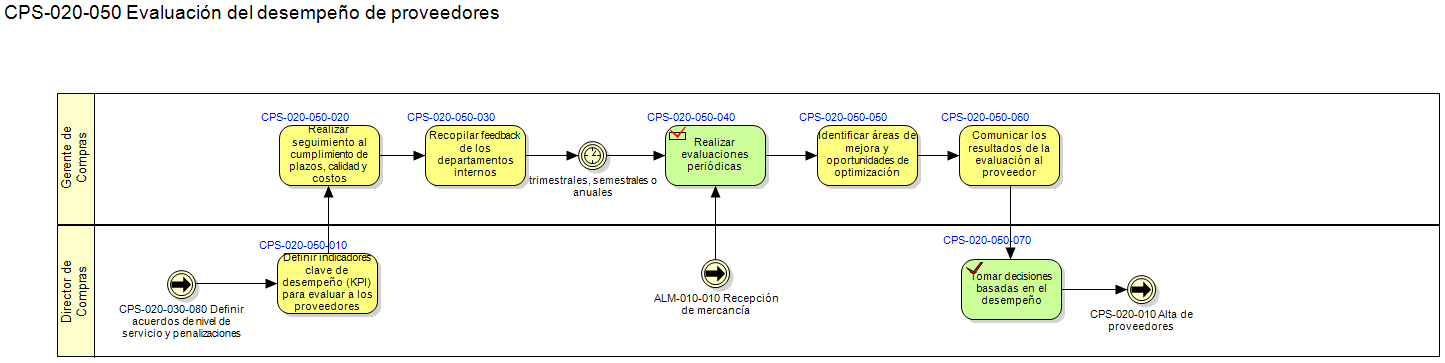 CPS-020-050 Evaluación del desempeño de proveedores
Gerente de
Compras
CPS-020-050-020
Realizar
seguimiento al
cumplimiento de
plazos, calidad y
costos
CPS-020-050-030
Recopilar feedback
de los
departamentos
internos
trimestrales, semestrales o
anuales
CPS-020-050-040
Realizar
evaluaciones
periódicas
CPS-020-050-050
Identificar áreas de
mejora y
oportunidades de
optimización
CPS-020-050-060
Comunicar los
resultados de la
evaluación al
proveedor
Director de
Compras
CPS-020-030-080 Definir
acuerdos de nivel de
servicio y penalizaciones
CPS-020-050-010
Definir indicadores
clave de
desempeño (KPI)
para evaluar a los
proveedores
ALM-010-010 Recepción
de mercancía
CPS-020-050-070
Tomar decisiones
basadas en el
desempeño
CPS-020-010 Alta de
proveedores